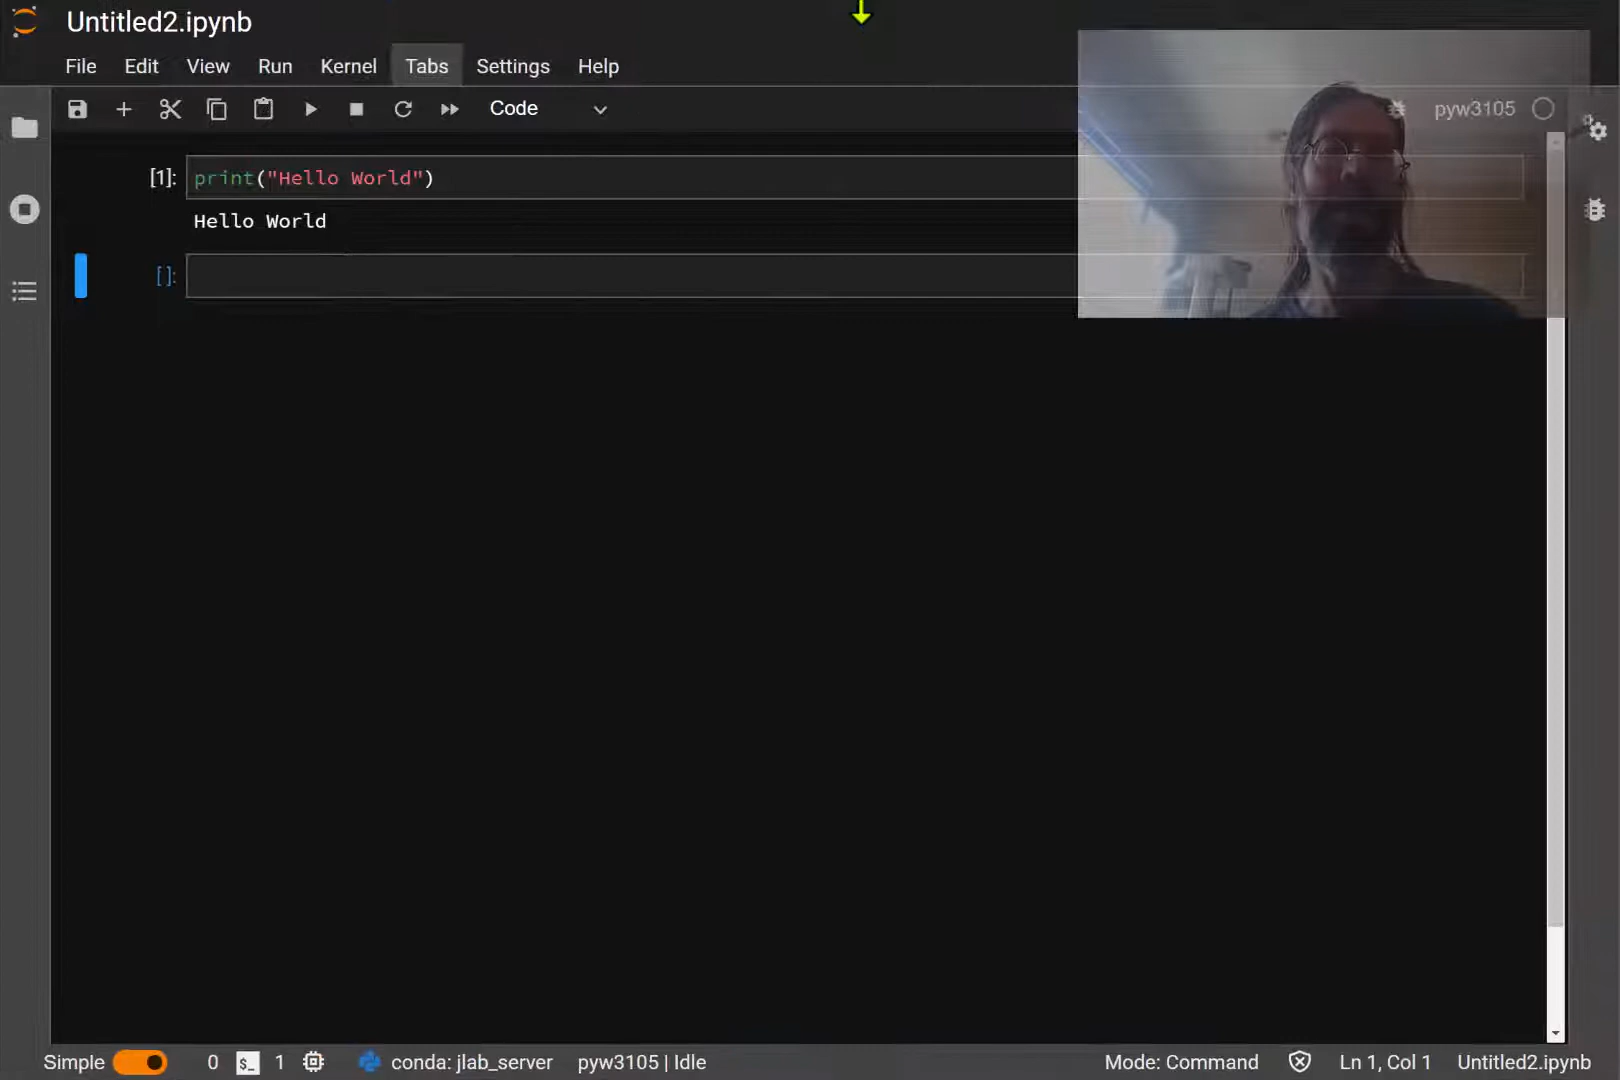 Untitled2.ipynb
File Edit View Run Kernel Tabs Settings Help
Code pyw3105
[1]: print("Hello World")
Hello World
[ ]:
Simple 0 $_ 1 conda: jlab_server pyw3105 | Idle Mode: Command Ln 1, Col 1 Untitled2.ipynb